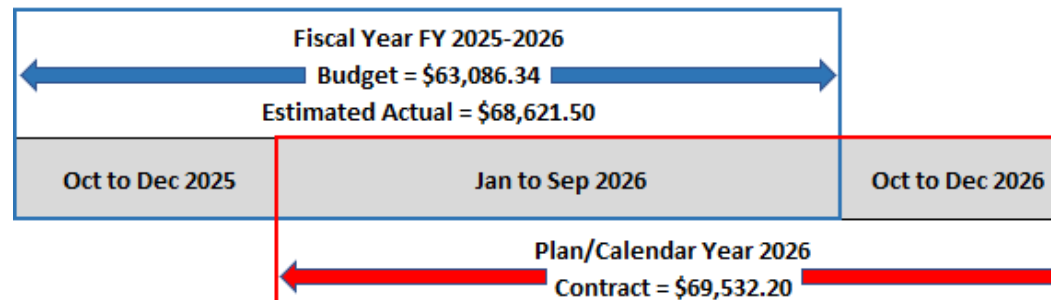 Fiscal Year FY 2025-2026
Budget = $63,086.34
Estimated Actual = $68,621.50
Oct to Dec 2025
Jan to Sep 2026
Oct to Dec 2026
Plan/Calendar Year 2026
Contract = $69,532.20